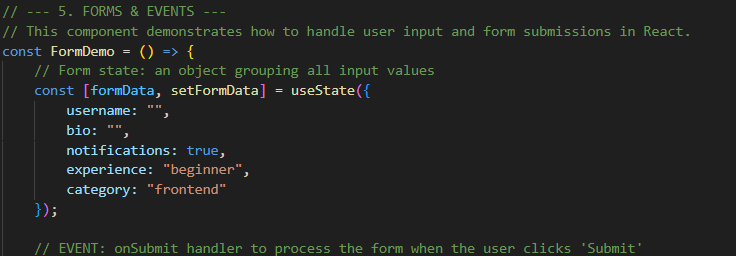 // --- 5. FORMS & EVENTS ---
// This component demonstrates how to handle user input and form submissions in React.
const FormDemo = () => {
    // Form state: an object grouping all input values
    const [formData, setFormData] = useState({
        username: "",
        bio: "",
        notifications: true,
        experience: "beginner",
        category: "frontend"
    });

    // EVENT: onSubmit handler to process the form when the user clicks 'Submit'